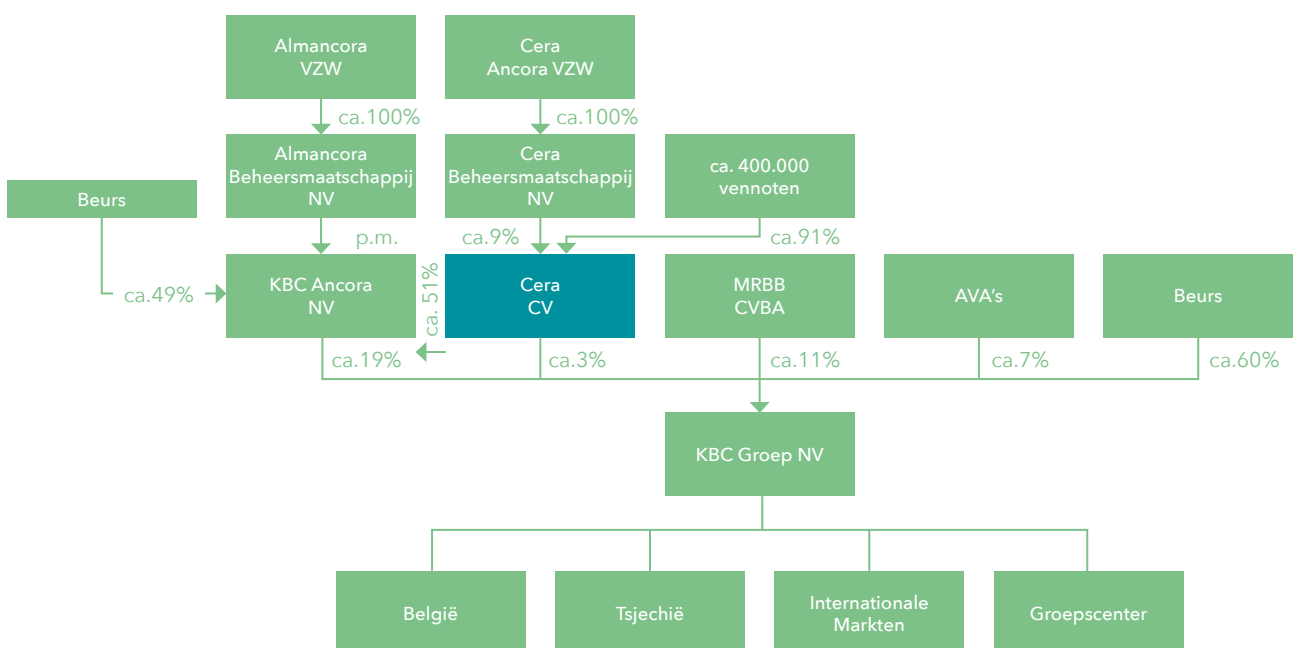 Almancora
VZW
Cera
Ancora VZW
ca.100%
ca.100%
Almancora
Beheersmaatschappij
NV
Cera
Beheersmaatschappij
NV
ca. 400.000
vennoten
Beurs
p.m.
ca.9%
ca.91%
ca.49%
KBC Ancora
NV
ca. 51%
Cera
CV
MRBB
CVBA
AVA's
Beurs
ca.19%
ca.3%
ca.11%
ca.7%
ca.60%
KBC Groep NV
België
Tsjechië
Internationale
Markten
Groepscenter